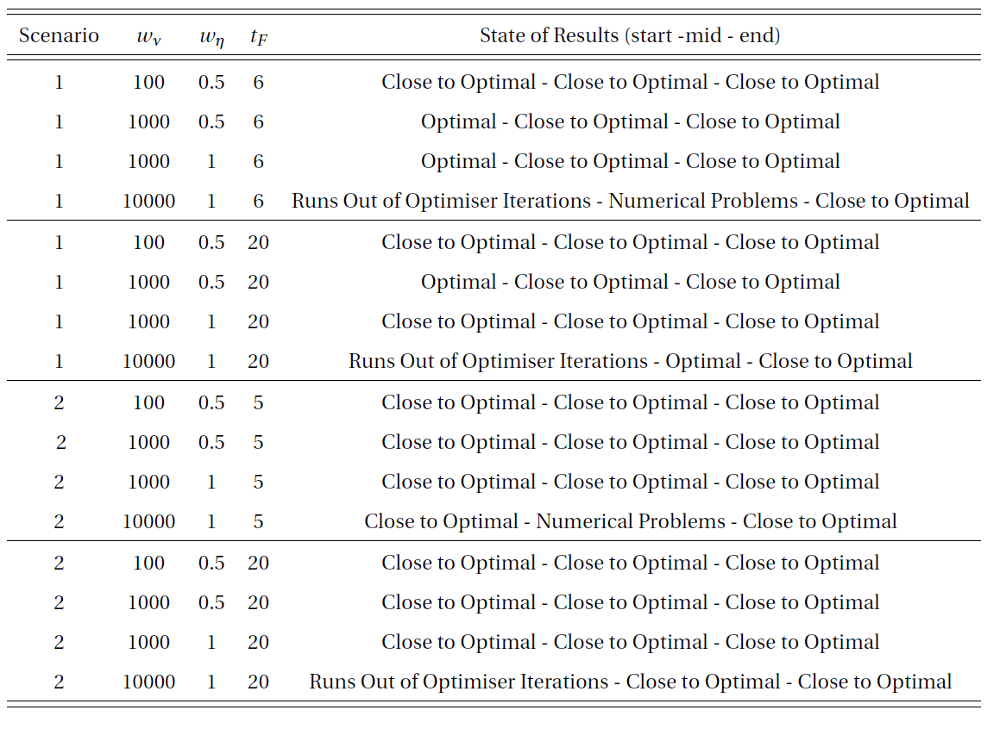 Scenario w_ν w_η t_F State of Results (start -mid - end)
1 100 0.5 6 Close to Optimal - Close to Optimal - Close to Optimal
1 1000 0.5 6 Optimal - Close to Optimal - Close to Optimal
1 1000 1 6 Optimal - Close to Optimal - Close to Optimal
1 10000 1 6 Runs Out of Optimiser Iterations - Numerical Problems - Close to Optimal
1 100 0.5 20 Close to Optimal - Close to Optimal - Close to Optimal
1 1000 0.5 20 Optimal - Close to Optimal - Close to Optimal
1 1000 1 20 Close to Optimal - Close to Optimal - Close to Optimal
1 10000 1 20 Runs Out of Optimiser Iterations - Optimal - Close to Optimal
2 100 0.5 5 Close to Optimal - Close to Optimal - Close to Optimal
2 1000 0.5 5 Close to Optimal - Close to Optimal - Close to Optimal
2 1000 1 5 Close to Optimal - Close to Optimal - Close to Optimal
2 10000 1 5 Close to Optimal - Numerical Problems - Close to Optimal
2 100 0.5 20 Close to Optimal - Close to Optimal - Close to Optimal
2 1000 0.5 20 Close to Optimal - Close to Optimal - Close to Optimal
2 1000 1 20 Close to Optimal - Close to Optimal - Close to Optimal
2 10000 1 20 Runs Out of Optimiser Iterations - Close to Optimal - Close to Optimal